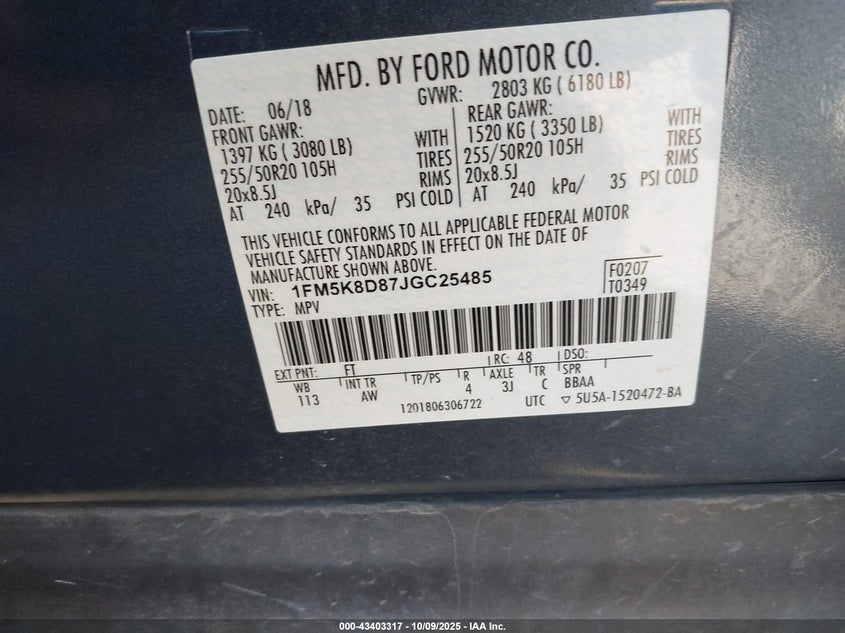 MFD. BY FORD MOTOR CO.
DATE: 06/18 GVWR: 2803 KG ( 6180 LB)
FRONT GAWR: REAR GAWR:
1397 KG ( 3080 LB) WITH 1520 KG ( 3350 LB) WITH
255/50R20 105H TIRES 255/50R20 105H TIRES
20x8.5J RIMS 20x8.5J RIMS
AT 240 kPa/ 35 PSI COLD AT 240 kPa/ 35 PSI COLD
THIS VEHICLE CONFORMS TO ALL APPLICABLE FEDERAL MOTOR
VEHICLE SAFETY STANDARDS IN EFFECT ON THE DATE OF
MANUFACTURE SHOWN ABOVE.
VIN: 1FM5K8D87JGC25485 F0207
TYPE: MPV T0349
EXT PNT: FT RC: 48 DSO:
WB INT TR TP/PS R AXLE TR SPR
113 AW 4 3J C BBAA
1201806306722 UTC ▽ 5U5A-1520472-BA
000-43403317 - 10/09/2025 - IAA Inc.